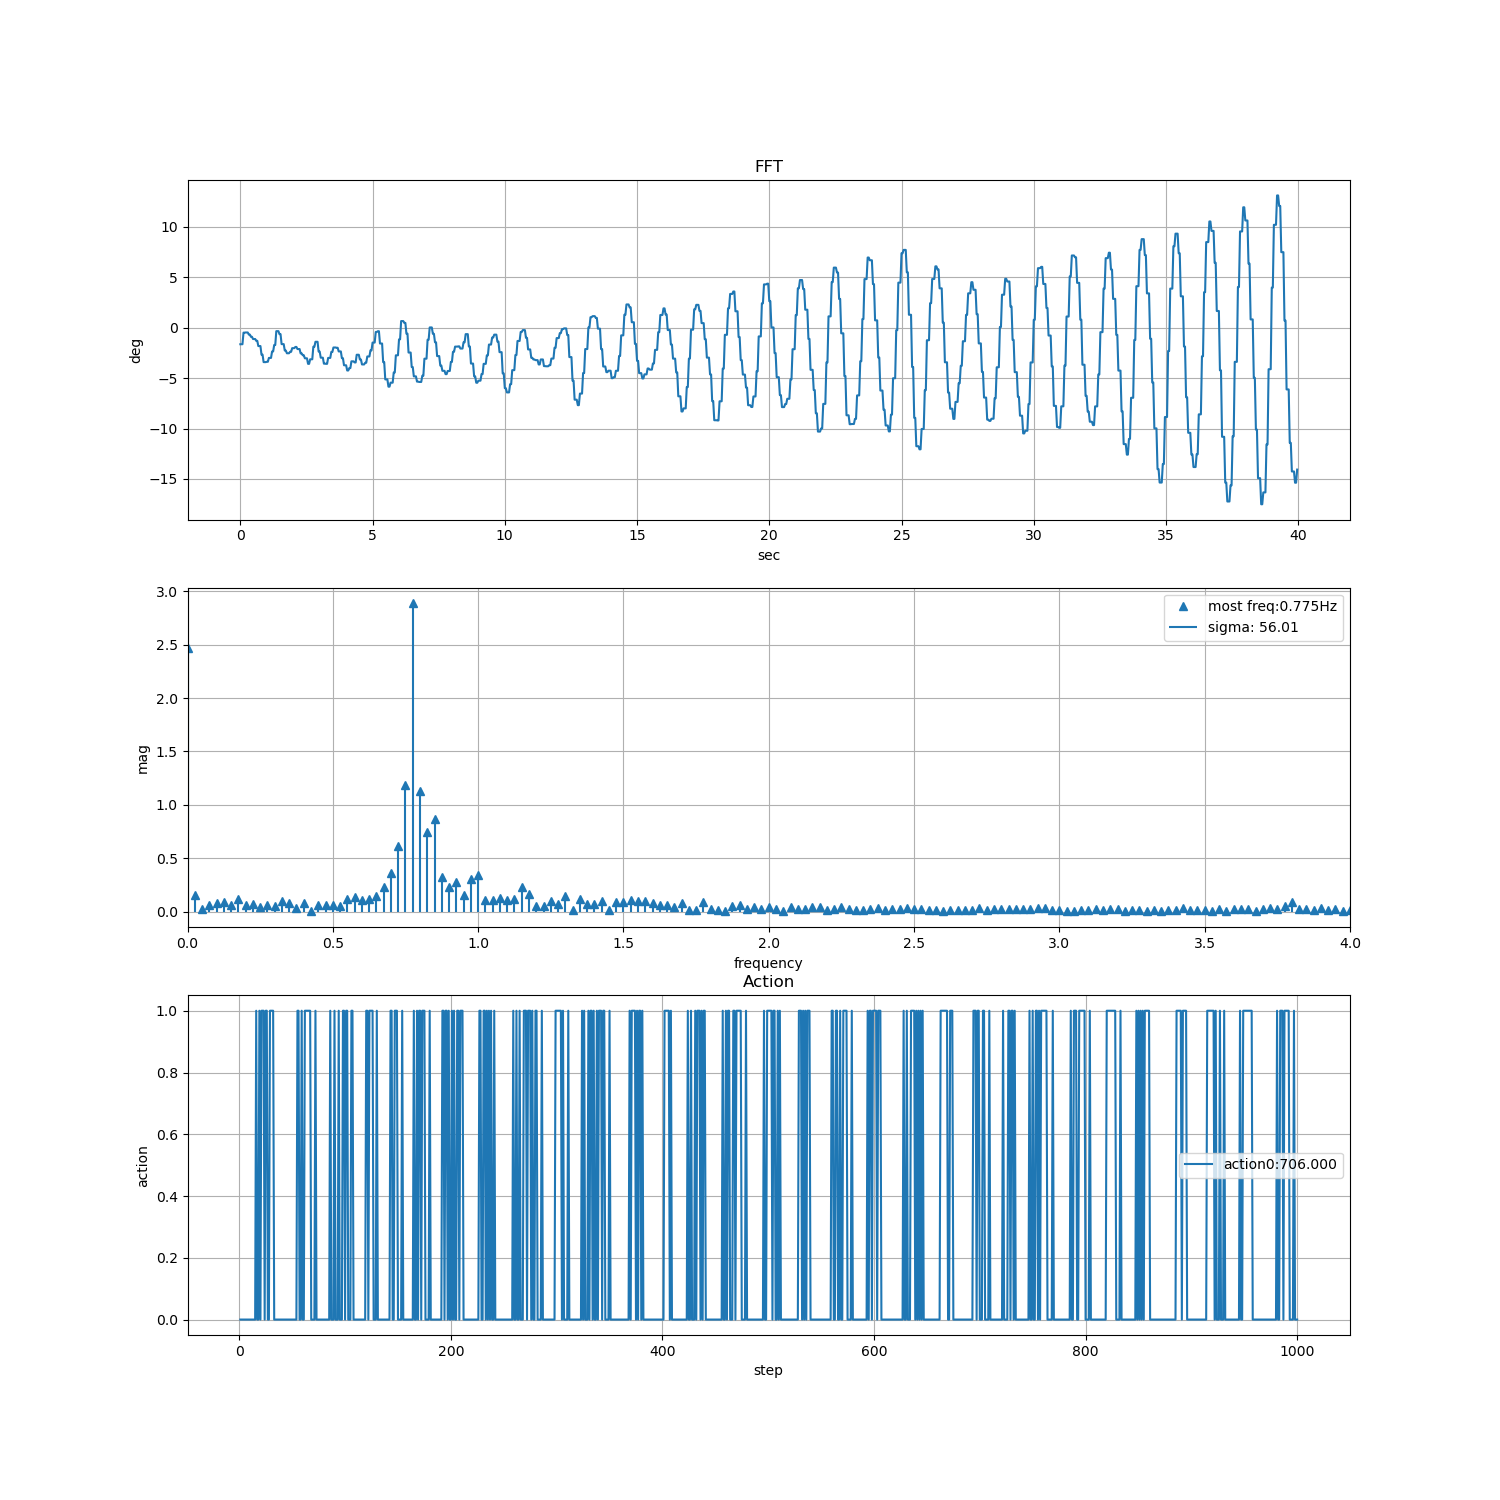 FFT
deg
10
5
0
−5
−10
−15
0 5 10 15 20 25 30 35 40
sec
mag
3.0
2.5
2.0
1.5
1.0
0.5
0.0
most freq:0.775Hz
sigma: 56.01
0.0 0.5 1.0 1.5 2.0 2.5 3.0 3.5 4.0
frequency
Action
action
1.0
0.8
0.6
0.4
0.2
0.0
action0:706.000
0 200 400 600 800 1000
step